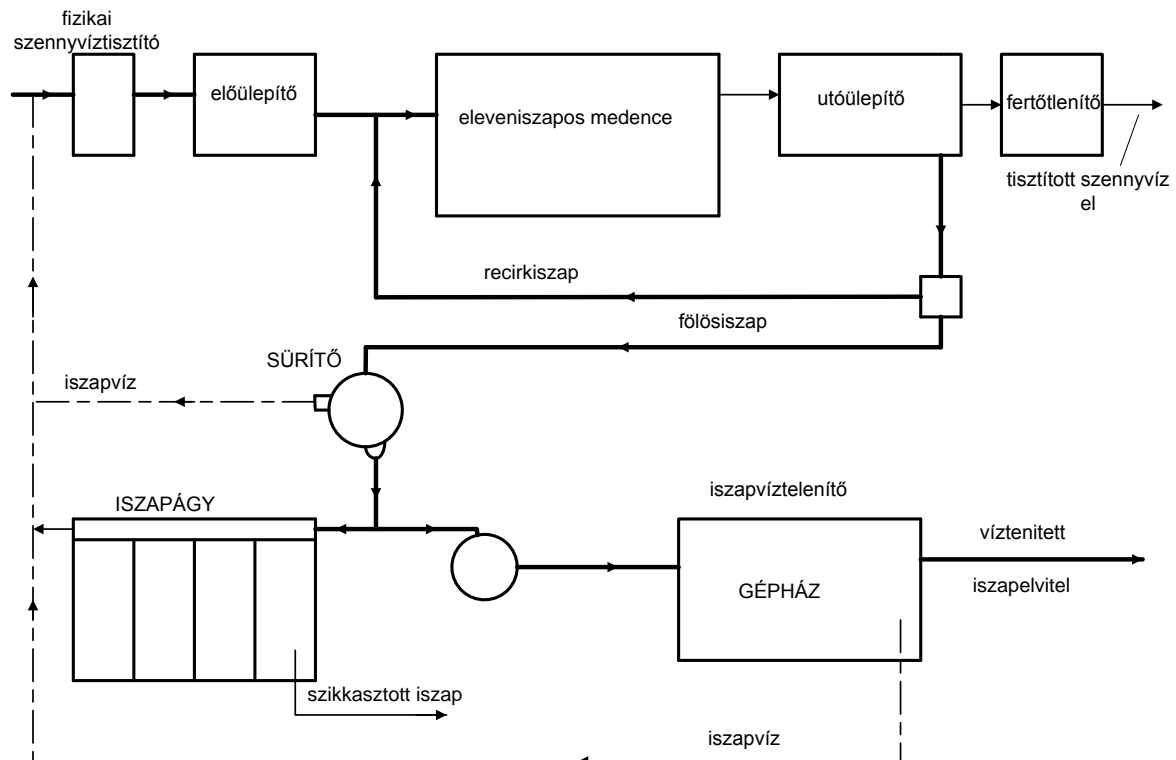 fizikai
szennyvíztisztító
előülepítő
eleveniszapos medence
utóülepítő
fertőtlenítő
tisztított szennyvíz
el
recirkiszap
fölösiszap
SÜRÍTŐ
iszapvíz
ISZAPÁGY
iszapvíztelenítő
víztenitett
GÉPHÁZ
iszapelvitel
szikkasztott iszap
iszapvíz